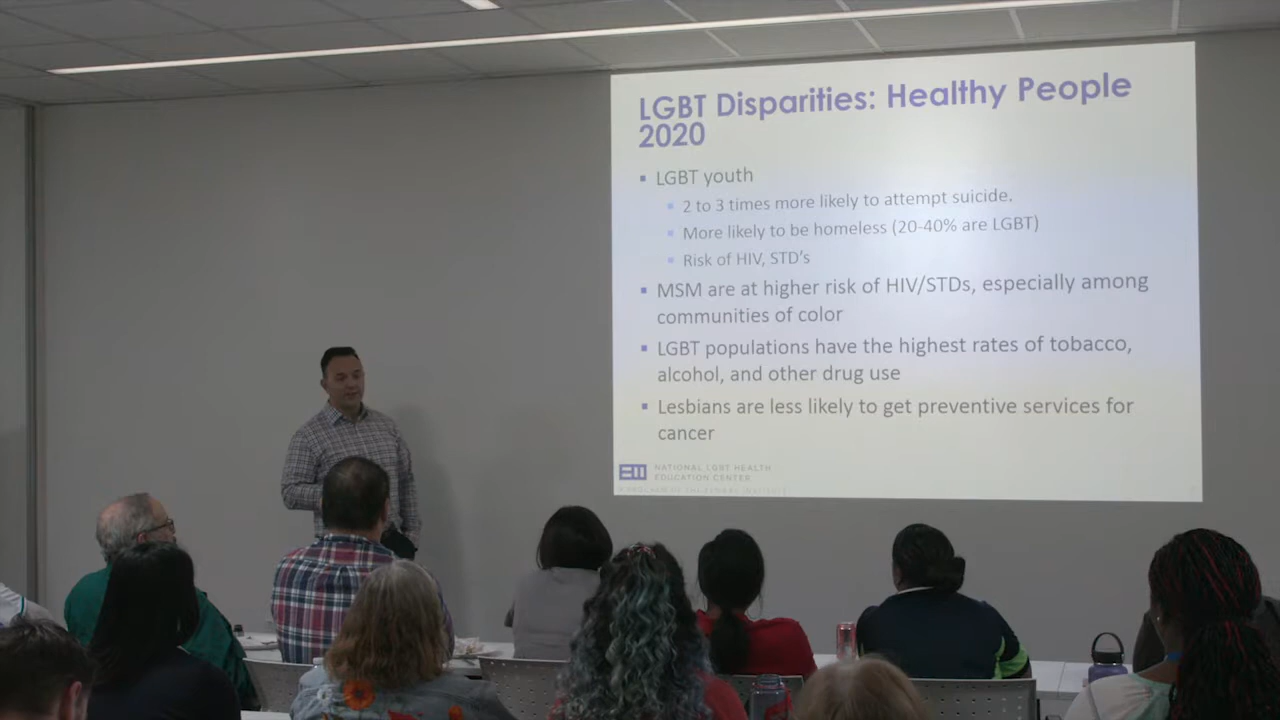 LGBT Disparities: Healthy People
2020
▪ LGBT youth
▪ 2 to 3 times more likely to attempt suicide.
▪ More likely to be homeless (20-40% are LGBT)
▪ Risk of HIV, STD's
▪ MSM are at higher risk of HIV/STDs, especially among
communities of color
▪ LGBT populations have the highest rates of tobacco,
alcohol, and other drug use
▪ Lesbians are less likely to get preventive services for
cancer
NATIONAL LGBT HEALTH
EDUCATION CENTER